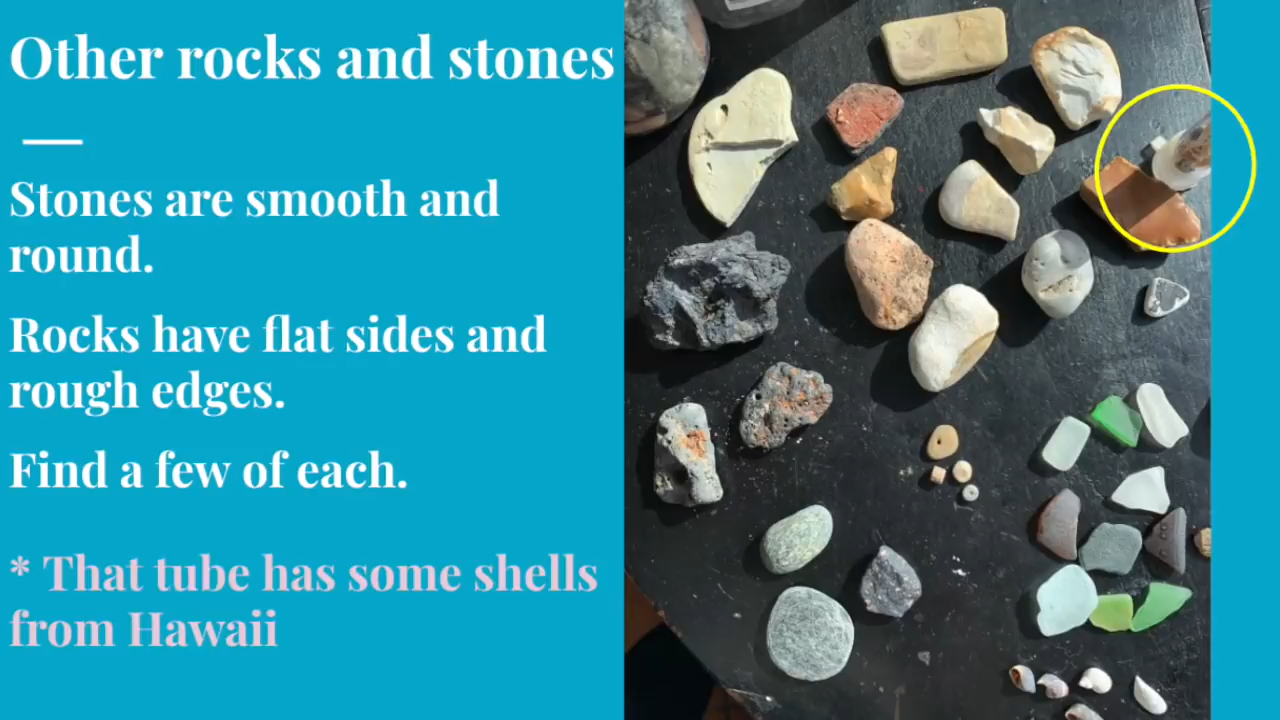 Other rocks and stones
Stones are smooth and
round.
Rocks have flat sides and
rough edges.
Find a few of each.
* That tube has some shells
from Hawaii